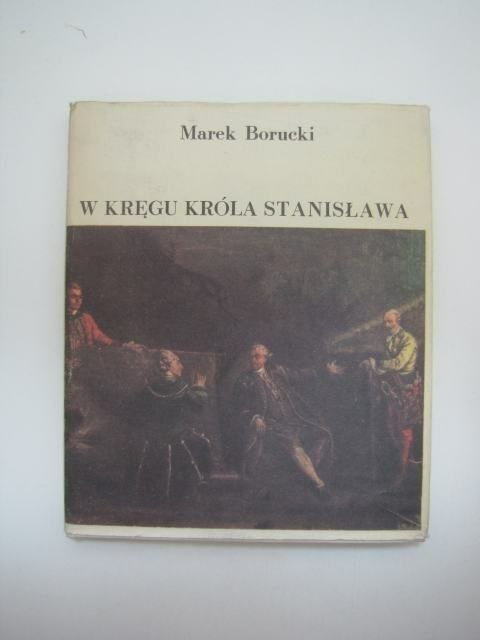 Marek Borucki
W KRĘGU KRÓLA STANISŁAWA